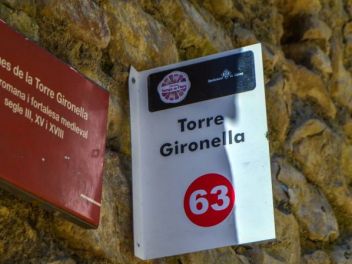 es de la Torre Gironella
romana i fortalesa medieval
segle III, XV i XVIII
Torre
Gironella
63